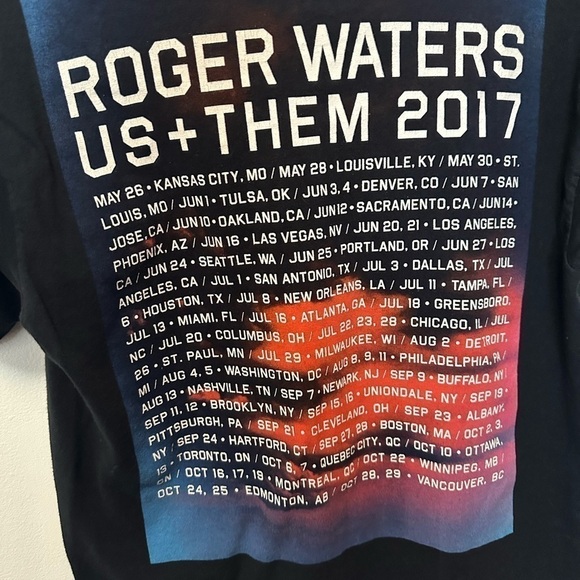 ROGER WATERS
US + THEM 2017
MAY 26 • KANSAS CITY, MO / MAY 28 • LOUISVILLE, KY / MAY 30 • ST.
LOUIS, MO / JUN 1 • TULSA, OK / JUN 3, 4 • DENVER, CO / JUN 7 • SAN
JOSE, CA / JUN 10 • OAKLAND, CA / JUN 12 • SACRAMENTO, CA / JUN 14 •
PHOENIX, AZ / JUN 16 • LAS VEGAS, NV / JUN 20, 21 • LOS ANGELES,
CA / JUN 24 • SEATTLE, WA / JUN 25 • PORTLAND, OR / JUN 27 • LOS
ANGELES, CA / JUL 1 • SAN ANTONIO, TX / JUL 3 • DALLAS, TX / JUL
6 • HOUSTON, TX / JUL 8 • NEW ORLEANS, LA / JUL 11 • TAMPA, FL /
JUL 13 • MIAMI, FL / JUL 16 • ATLANTA, GA / JUL 18 • GREENSBORO,
NC / JUL 20 • COLUMBUS, OH / JUL 22, 23, 28 • CHICAGO, IL / JUL
26 • ST. PAUL, MN / JUL 29 • MILWAUKEE, WI / AUG 2 • DETROIT,
MI / AUG 4, 5 • WASHINGTON, DC / AUG 8, 9, 11 • PHILADELPHIA, PA /
AUG 13 • NASHVILLE, TN / SEP 7 • NEWARK, NJ / SEP 9 • BUFFALO, NY /
SEP 11, 12 • BROOKLYN, NY / SEP 15, 16 • UNIONDALE, NY / SEP 19 •
PITTSBURGH, PA / SEP 21 • CLEVELAND, OH / SEP 23 • ALBANY,
NY / SEP 24 • HARTFORD, CT / SEP 27, 28 • BOSTON, MA / OCT 2, 3,
13 • TORONTO, ON / OCT 6, 7 • QUEBEC CITY, QC / OCT 10 • OTTAWA,
ON / OCT 16, 17, 19 • MONTREAL, QC / OCT 22 • WINNIPEG, MB /
OCT 24, 25 • EDMONTON, AB / OCT 28, 29 • VANCOUVER, BC